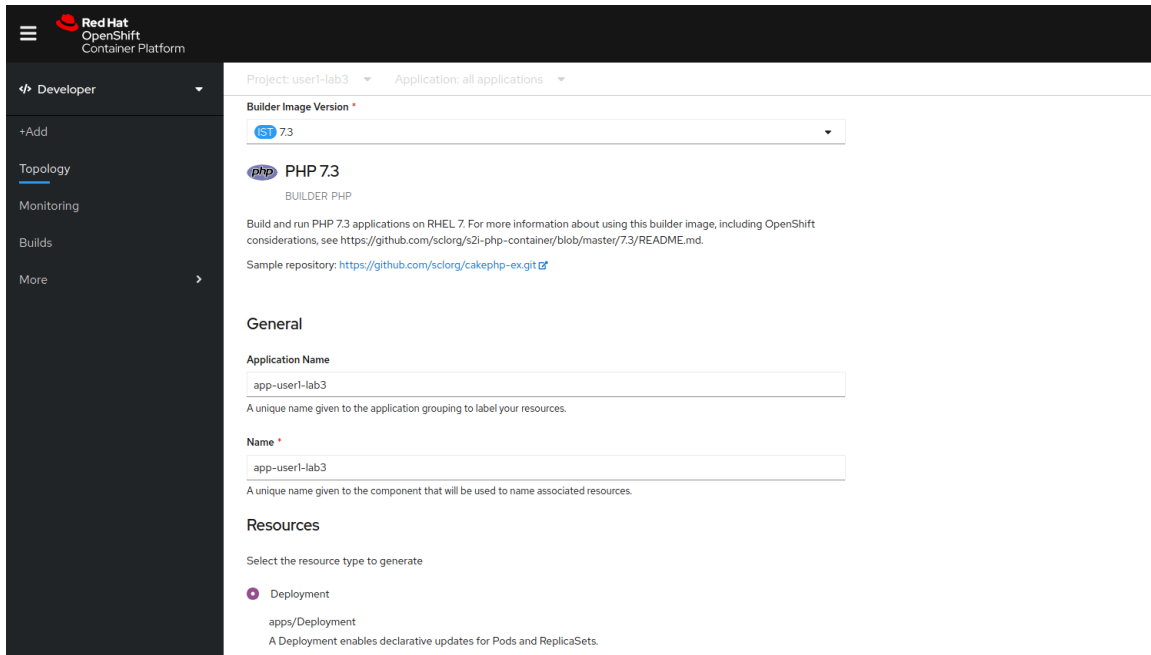 Red Hat
OpenShift
Container Platform
Developer
+Add
Topology
Monitoring
Builds
More
Project: user1-lab3
Application: all applications
Builder Image Version *
IST 7.3
php PHP 7.3
BUILDER PHP
Build and run PHP 7.3 applications on RHEL 7. For more information about using this builder image, including OpenShift
considerations, see https://github.com/sclorg/s2i-php-container/blob/master/7.3/README.md.
Sample repository: https://github.com/sclorg/cakephp-ex.git
General
Application Name
app-user1-lab3
A unique name given to the application grouping to label your resources.
Name *
app-user1-lab3
A unique name given to the component that will be used to name associated resources.
Resources
Select the resource type to generate
Deployment
apps/Deployment
A Deployment enables declarative updates for Pods and ReplicaSets.